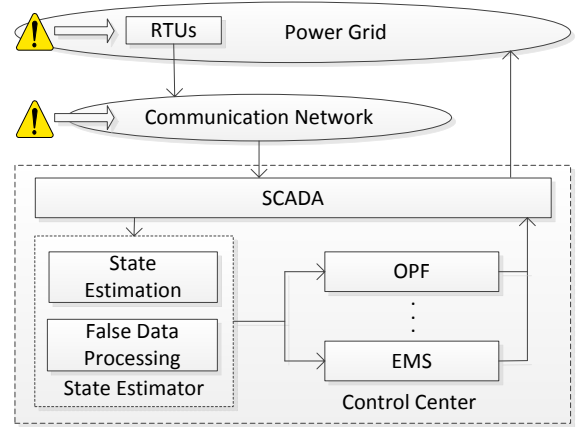 RTUs
Power Grid
Communication Network
SCADA
State
Estimation
False Data
Processing
State Estimator
OPF
EMS
Control Center